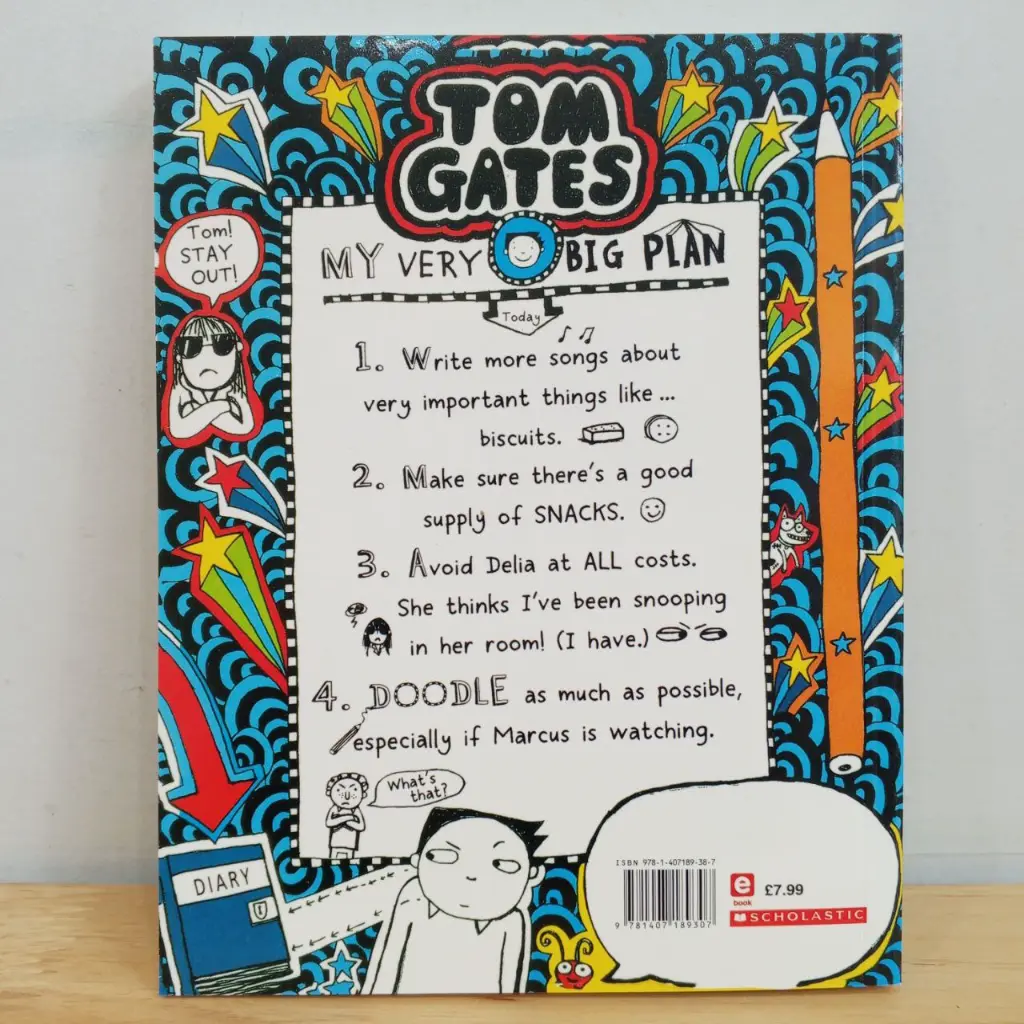 TOM
GATES
MY VERY BIG PLAN
Today
Tom!
STAY
OUT!
1. Write more songs about
very important things like ...
biscuits.
2. Make sure there's a good
supply of SNACKS.
3. Avoid Delia at ALL costs.
She thinks I've been snooping
in her room! (I have.)
4. DOODLE as much as possible,
especially if Marcus is watching.
What's
that?
DIARY
ISBN 978-1-407189-38-7
9 781407 189307
e
book
£7.99
SCHOLASTIC